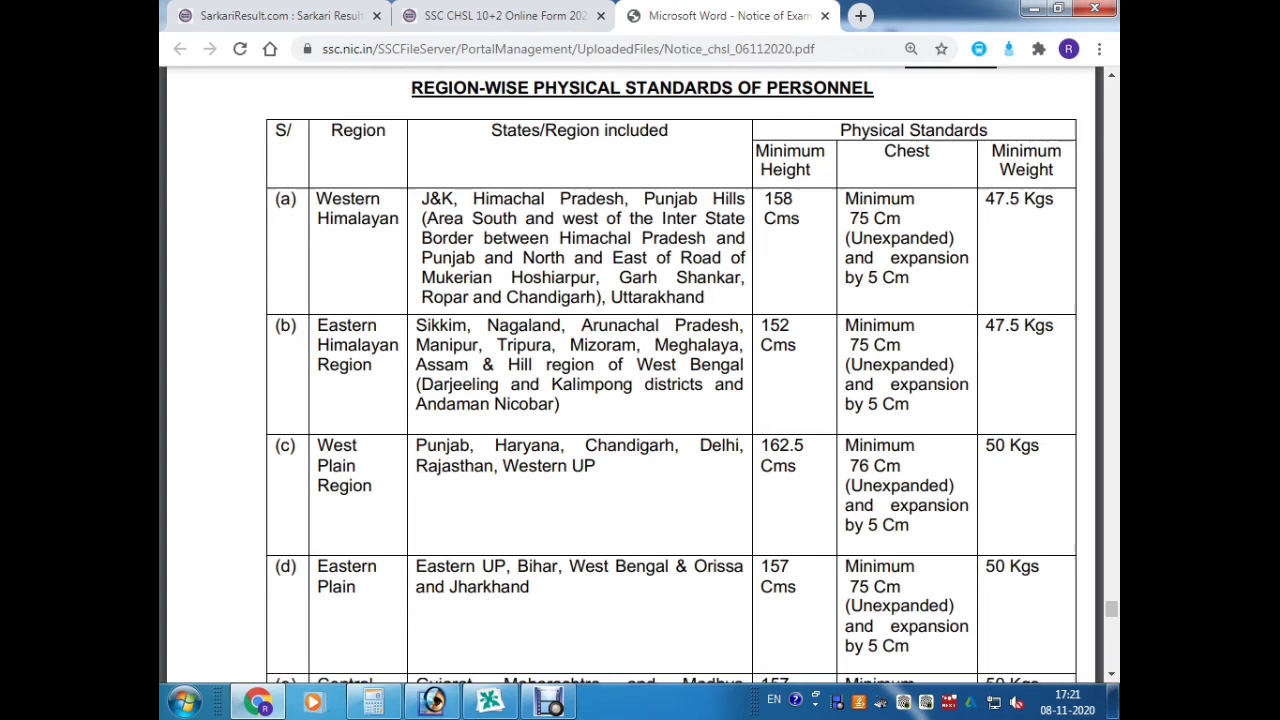 SarkariResult.com : Sarkari Result
SSC CHSL 10+2 Online Form 202
Microsoft Word - Notice of Exam
ssc.nic.in/SSCFileServer/PortalManagement/UploadedFiles/Notice_chsl_06112020.pdf
R
REGION-WISE PHYSICAL STANDARDS OF PERSONNEL
S/ Region States/Region included Physical Standards
Minimum Chest Minimum
Height Weight
(a) Western J&K, Himachal Pradesh, Punjab Hills 158 Minimum 47.5 Kgs
Himalayan (Area South and west of the Inter State Cms 75 Cm
Border between Himachal Pradesh and (Unexpanded)
Punjab and North and East of Road of and expansion
Mukerian Hoshiarpur, Garh Shankar, by 5 Cm
Ropar and Chandigarh), Uttarakhand
(b) Eastern Sikkim, Nagaland, Arunachal Pradesh, 152 Minimum 47.5 Kgs
Himalayan Manipur, Tripura, Mizoram, Meghalaya, Cms 75 Cm
Region Assam & Hill region of West Bengal (Unexpanded)
(Darjeeling and Kalimpong districts and and expansion
Andaman Nicobar) by 5 Cm
(c) West Punjab, Haryana, Chandigarh, Delhi, 162.5 Minimum 50 Kgs
Plain Rajasthan, Western UP Cms 76 Cm
Region (Unexpanded)
and expansion
by 5 Cm
(d) Eastern Eastern UP, Bihar, West Bengal & Orissa 157 Minimum 50 Kgs
Plain and Jharkhand Cms 75 Cm
(Unexpanded)
and expansion
by 5 Cm
(e) Central Gujarat, Maharashtra and Madhya 157 Minimum 50 Kgs
EN 17:21
08-11-2020